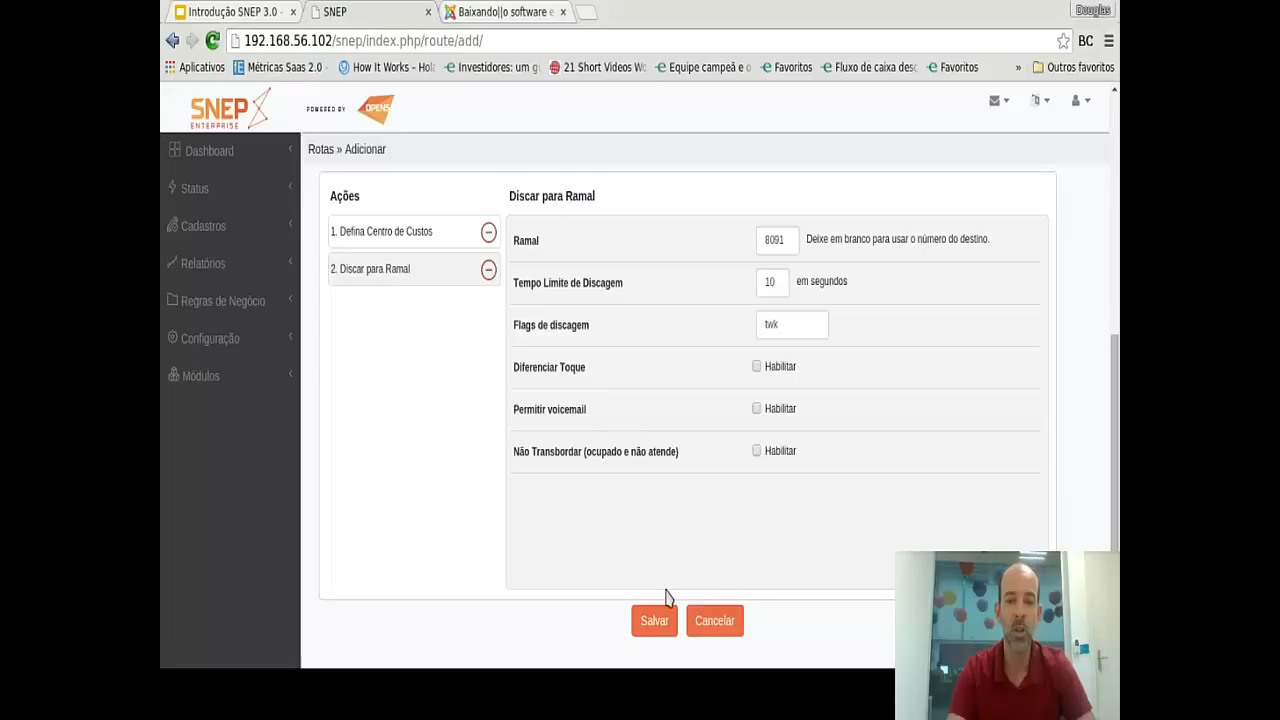 Introdução SNEP 3.0 -
SNEP
Baixando||o software e
Douglas
192.168.56.102/snep/index.php/route/add/
BC
Aplicativos
Métricas Saas 2.0 -
How It Works – Hol
Investidores: um g
21 Short Videos W
Equipe campeã e o
Favoritos
Fluxo de caixa desc
Favoritos
»
Outros favoritos
SNEP
ENTERPRISE
POWERED BY
OPENS
Dashboard
Status
Cadastros
Relatórios
Regras de Negócio
Configuração
Módulos
Rotas » Adicionar
Ações
1. Defina Centro de Custos
2. Discar para Ramal
Discar para Ramal
Ramal 8091 Deixe em branco para usar o número do destino.
Tempo Limite de Discagem 10 em segundos
Flags de discagem twk
Diferenciar Toque Habilitar
Permitir voicemail Habilitar
Não Transbordar (ocupado e não atende) Habilitar
Salvar
Cancelar